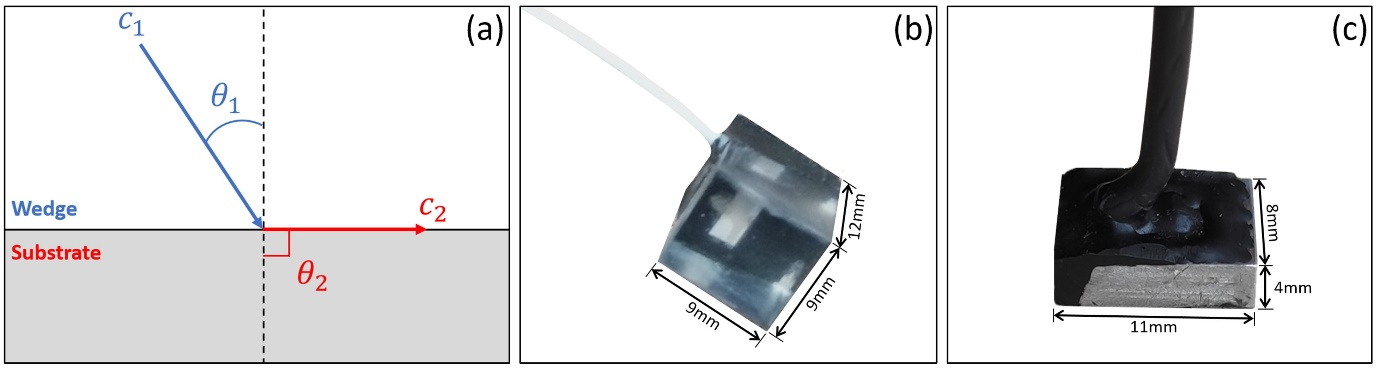 (a)
c₁
θ₁
Wedge
c₂
Substrate
θ₂
(b)
12mm
9mm
9mm
(c)
8mm
4mm
11mm